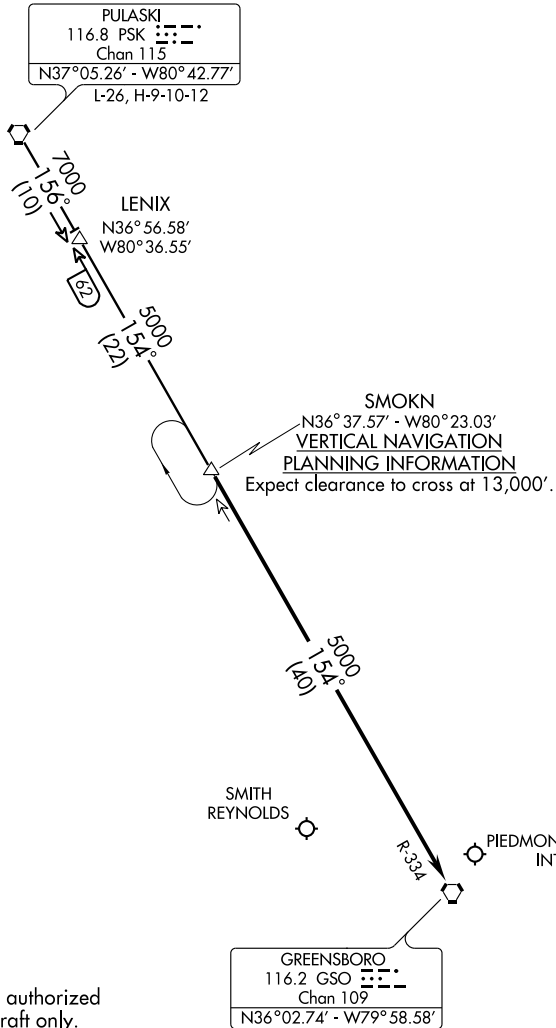 PULASKI
116.8 PSK
Chan 115
N37°05.26' - W80°42.77'
L-26, H-9-10-12
7000
156°
(10)
LENIX
N36°56.58'
W80°36.55'
62
5000
154°
(22)
SMOKN
N36°37.57' - W80°23.03'
VERTICAL NAVIGATION
PLANNING INFORMATION
Expect clearance to cross at 13,000'.
5000
154°
(40)
SMITH
REYNOLDS
R-334
PIEDMON
INT
GREENSBORO
116.2 GSO
Chan 109
N36°02.74' - W79°58.58'
authorized
raft only.